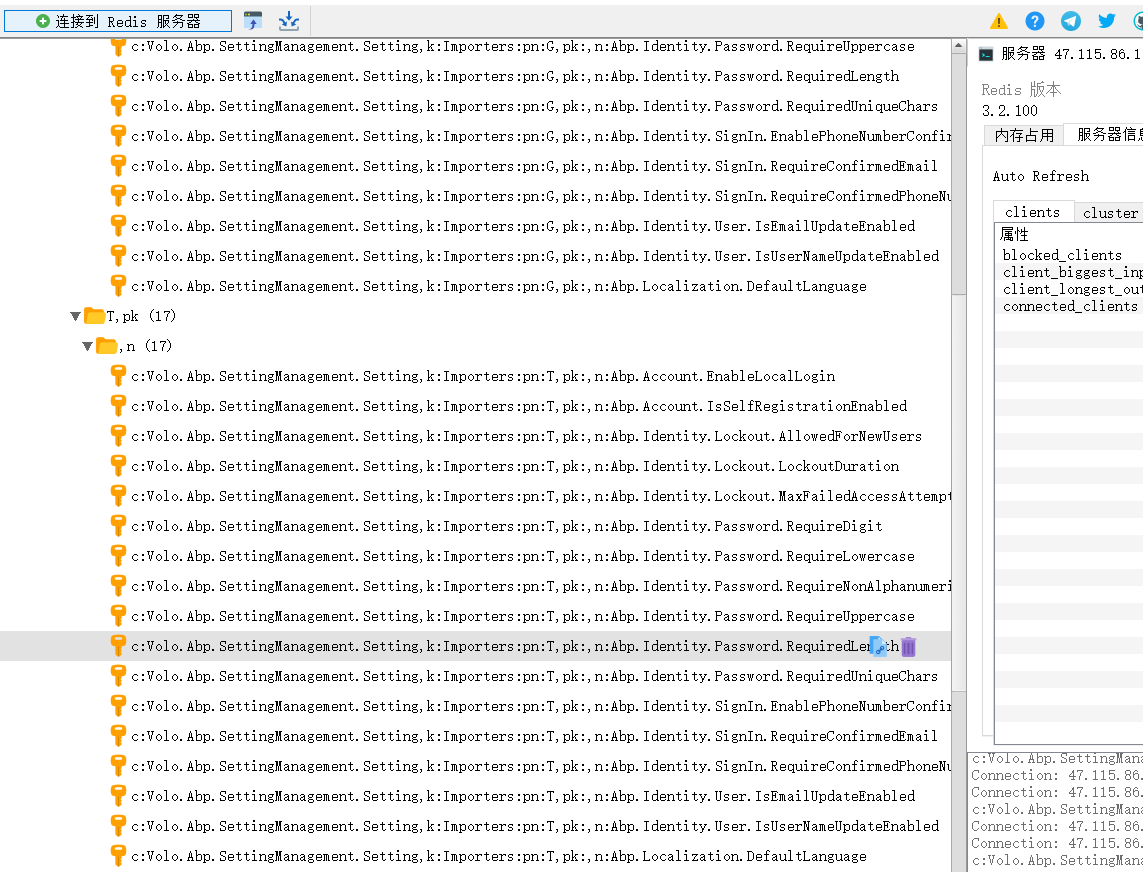 连接到 Redis 服务器
c:Volo.Abp.SettingManagement.Setting,k:Importers:pn:G,pk:,n:Abp.Identity.Password.RequireUppercase
c:Volo.Abp.SettingManagement.Setting,k:Importers:pn:G,pk:,n:Abp.Identity.Password.RequiredLength
c:Volo.Abp.SettingManagement.Setting,k:Importers:pn:G,pk:,n:Abp.Identity.Password.RequiredUniqueChars
c:Volo.Abp.SettingManagement.Setting,k:Importers:pn:G,pk:,n:Abp.Identity.SignIn.EnablePhoneNumberConfir
c:Volo.Abp.SettingManagement.Setting,k:Importers:pn:G,pk:,n:Abp.Identity.SignIn.RequireConfirmedEmail
c:Volo.Abp.SettingManagement.Setting,k:Importers:pn:G,pk:,n:Abp.Identity.SignIn.RequireConfirmedPhoneNu
c:Volo.Abp.SettingManagement.Setting,k:Importers:pn:G,pk:,n:Abp.Identity.User.IsEmailUpdateEnabled
c:Volo.Abp.SettingManagement.Setting,k:Importers:pn:G,pk:,n:Abp.Identity.User.IsUserNameUpdateEnabled
c:Volo.Abp.SettingManagement.Setting,k:Importers:pn:G,pk:,n:Abp.Localization.DefaultLanguage
T,pk (17)
,n (17)
c:Volo.Abp.SettingManagement.Setting,k:Importers:pn:T,pk:,n:Abp.Account.EnableLocalLogin
c:Volo.Abp.SettingManagement.Setting,k:Importers:pn:T,pk:,n:Abp.Account.IsSelfRegistrationEnabled
c:Volo.Abp.SettingManagement.Setting,k:Importers:pn:T,pk:,n:Abp.Identity.Lockout.AllowedForNewUsers
c:Volo.Abp.SettingManagement.Setting,k:Importers:pn:T,pk:,n:Abp.Identity.Lockout.LockoutDuration
c:Volo.Abp.SettingManagement.Setting,k:Importers:pn:T,pk:,n:Abp.Identity.Lockout.MaxFailedAccessAttempt
c:Volo.Abp.SettingManagement.Setting,k:Importers:pn:T,pk:,n:Abp.Identity.Password.RequireDigit
c:Volo.Abp.SettingManagement.Setting,k:Importers:pn:T,pk:,n:Abp.Identity.Password.RequireLowercase
c:Volo.Abp.SettingManagement.Setting,k:Importers:pn:T,pk:,n:Abp.Identity.Password.RequireNonAlphanumeri
c:Volo.Abp.SettingManagement.Setting,k:Importers:pn:T,pk:,n:Abp.Identity.Password.RequireUppercase
c:Volo.Abp.SettingManagement.Setting,k:Importers:pn:T,pk:,n:Abp.Identity.Password.RequiredLength
c:Volo.Abp.SettingManagement.Setting,k:Importers:pn:T,pk:,n:Abp.Identity.Password.RequiredUniqueChars
c:Volo.Abp.SettingManagement.Setting,k:Importers:pn:T,pk:,n:Abp.Identity.SignIn.EnablePhoneNumberConfir
c:Volo.Abp.SettingManagement.Setting,k:Importers:pn:T,pk:,n:Abp.Identity.SignIn.RequireConfirmedEmail
c:Volo.Abp.SettingManagement.Setting,k:Importers:pn:T,pk:,n:Abp.Identity.SignIn.RequireConfirmedPhoneNu
c:Volo.Abp.SettingManagement.Setting,k:Importers:pn:T,pk:,n:Abp.Identity.User.IsEmailUpdateEnabled
c:Volo.Abp.SettingManagement.Setting,k:Importers:pn:T,pk:,n:Abp.Identity.User.IsUserNameUpdateEnabled
c:Volo.Abp.SettingManagement.Setting,k:Importers:pn:T,pk:,n:Abp.Localization.DefaultLanguage
服务器 47.115.86.1
Redis 版本
3.2.100
内存占用 服务器信息
Auto Refresh
clients cluster
属性
blocked_clients
client_biggest_inp
client_longest_out
connected_clients
c:Volo.Abp.SettingMana
Connection: 47.115.86.
Connection: 47.115.86.
c:Volo.Abp.SettingMana
Connection: 47.115.86.
Connection: 47.115.86.
c:Volo.Abp.SettingMana